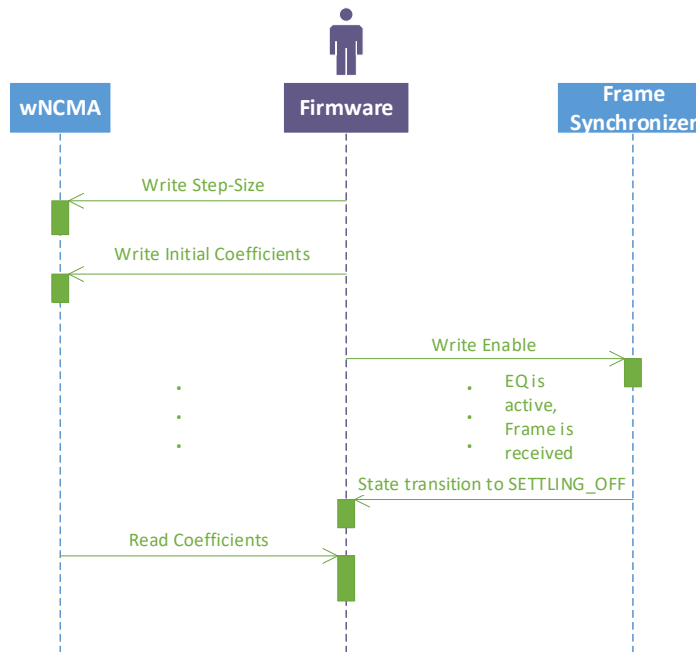 wNCMA
Firmware
Frame
Synchronizer
Write Step-Size
Write Initial Coefficients
Write Enable
EQ is
active,
Frame is
received
State transition to SETTLING_OFF
Read Coefficients